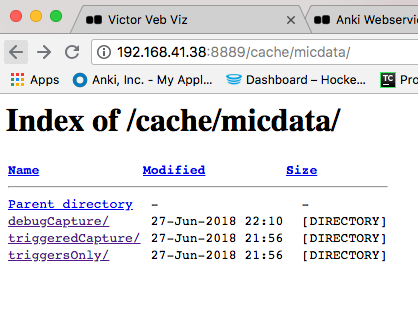 Victor Veb Viz
Anki Webservic
192.168.41.38:8889/cache/micdata/
Apps
Anki, Inc. - My Appl...
Dashboard – Hocke...
TC
Pro
Index of /cache/micdata/
Name Modified Size
Parent directory - -
debugCapture/ 27-Jun-2018 22:10 [DIRECTORY]
triggeredCapture/ 27-Jun-2018 21:56 [DIRECTORY]
triggersOnly/ 27-Jun-2018 21:56 [DIRECTORY]